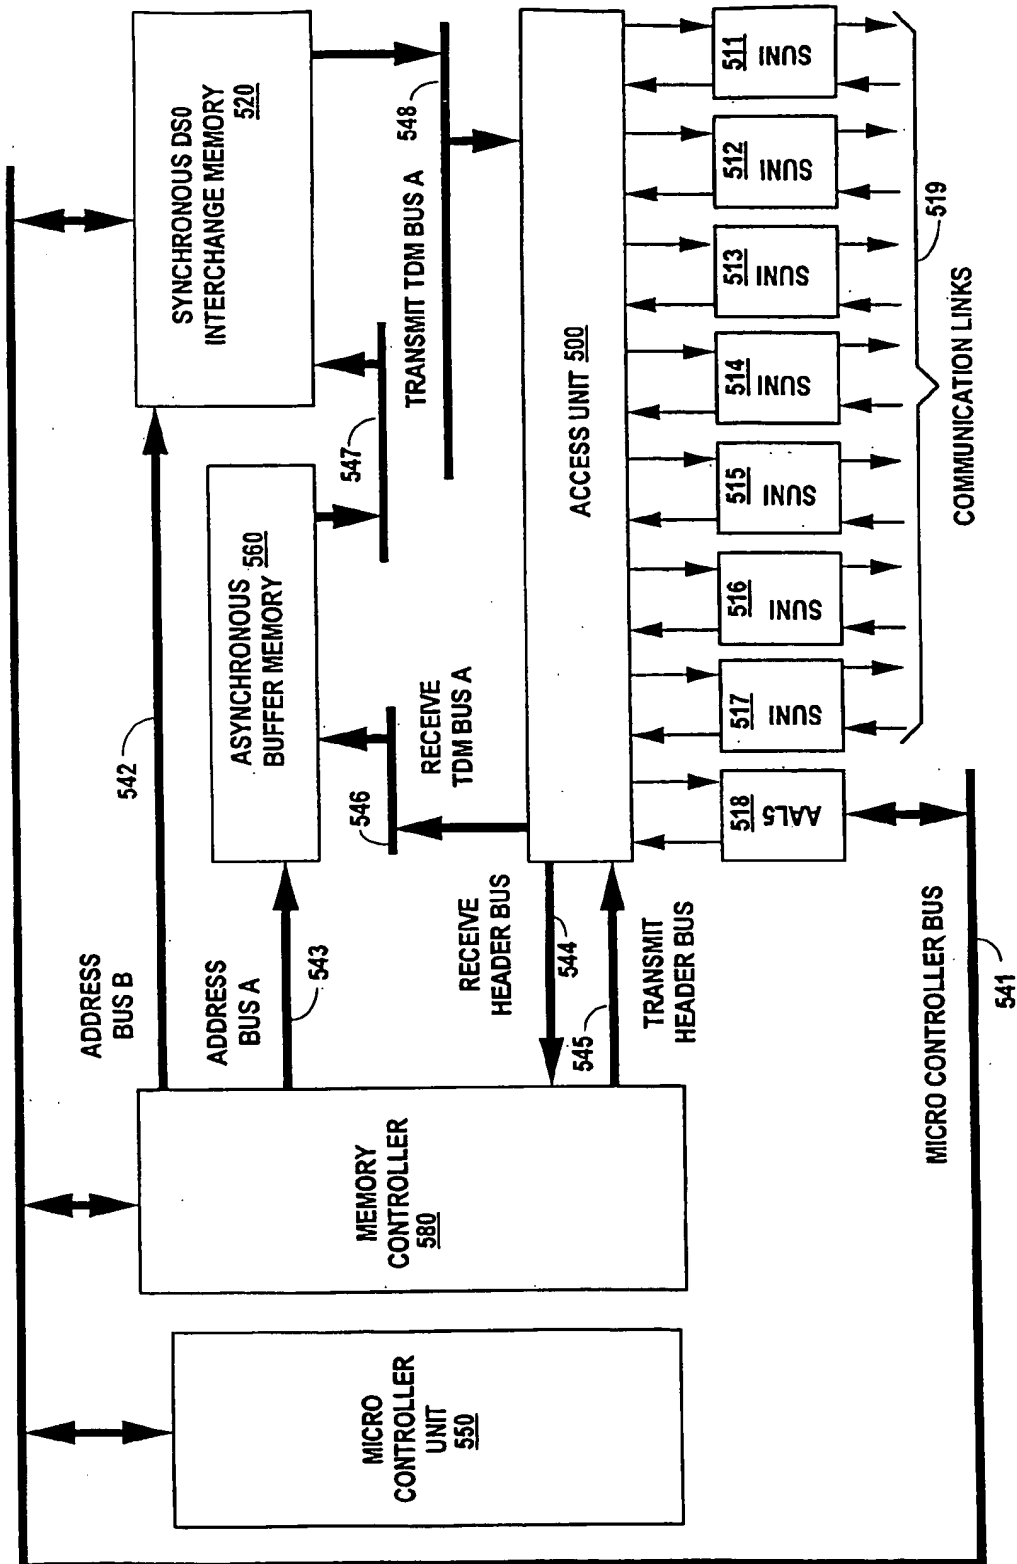 SYNCHRONOUS DS0
INTERCHANGE MEMORY
520
542
ADDRESS
BUS B
ASYNCHRONOUS 560
BUFFER MEMORY
547
TRANSMIT TDM BUS A
548
ADDRESS
BUS A
543
546
RECEIVE
TDM BUS A
MEMORY
CONTROLLER
580
MICRO
CONTROLLER
UNIT
550
RECEIVE
HEADER BUS
544
545
TRANSMIT
HEADER BUS
ACCESS UNIT 500
518
AAL5
517
SUNI
516
SUNI
515
SUNI
514
SUNI
513
SUNI
512
SUNI
511
SUNI
519
COMMUNICATION LINKS
MICRO CONTROLLER BUS
541